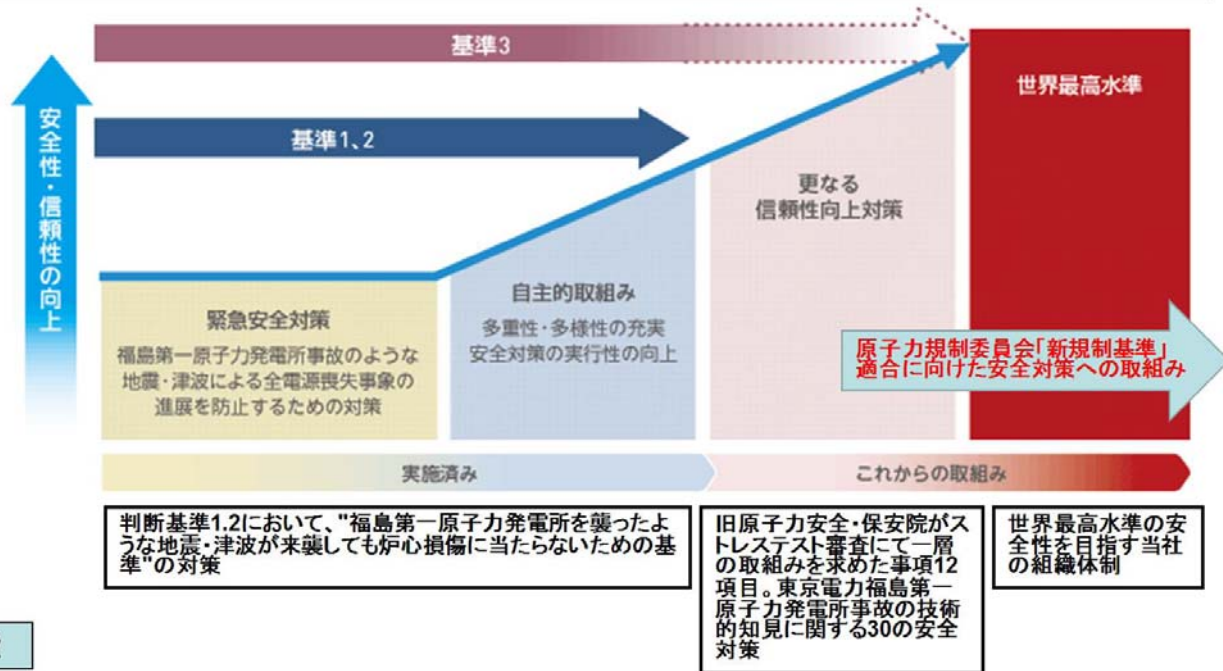 基準3
世界最高水準
安全性・信頼性の向上
基準1、2
更なる
信頼性向上対策
緊急安全対策
福島第一原子力発電所事故のような
地震・津波による全電源喪失事象の
進展を防止するための対策
自主的取組み
多重性・多様性の充実
安全対策の実行性の向上
原子力規制委員会「新規制基準」
適合に向けた安全対策への取組み
実施済み
これからの取組み
判断基準1.2において、"福島第一原子力発電所を襲ったよ
うな地震・津波が来襲しても炉心損傷に当たらないための基
準"の対策
旧原子力安全・保安院がス
トレステスト審査にて一層
の取組みを求めた事項12
項目。東京電力福島第一
原子力発電所事故の技術
的知見に関する30の安全
対策
世界最高水準の安
全性を目指す当社
の組織体制